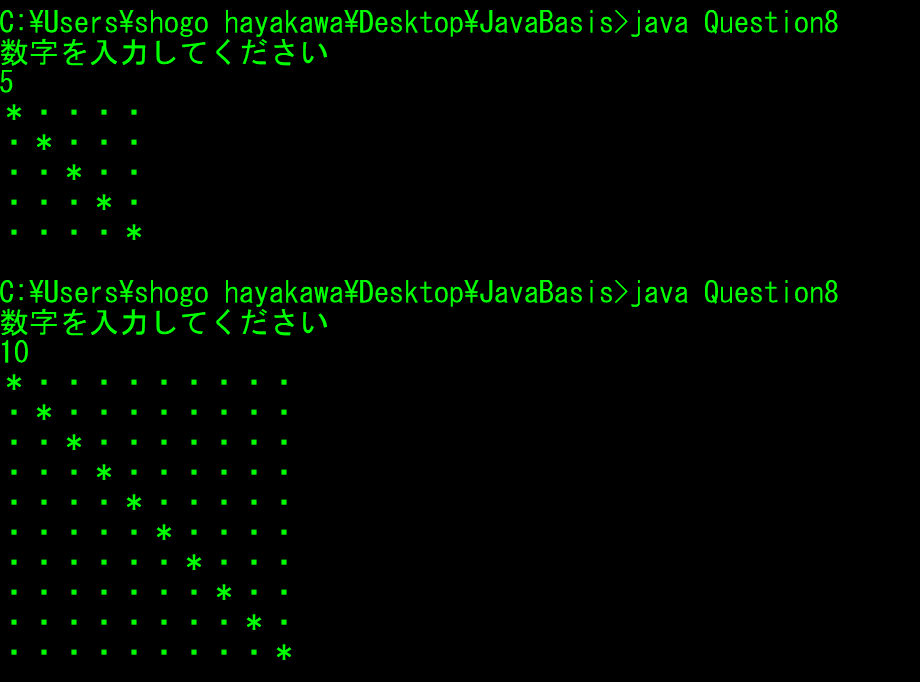 C:¥Users¥shogo hayakawa¥Desktop¥JavaBasis>java Question8
数字を入力してください
5
* ・ ・ ・ ・
・ * ・ ・ ・
・ ・ * ・ ・
・ ・ ・ * ・
・ ・ ・ ・ *
C:¥Users¥shogo hayakawa¥Desktop¥JavaBasis>java Question8
数字を入力してください
10
* ・ ・ ・ ・ ・ ・ ・ ・ ・
・ * ・ ・ ・ ・ ・ ・ ・ ・
・ ・ * ・ ・ ・ ・ ・ ・ ・
・ ・ ・ * ・ ・ ・ ・ ・ ・
・ ・ ・ ・ * ・ ・ ・ ・ ・
・ ・ ・ ・ ・ * ・ ・ ・ ・
・ ・ ・ ・ ・ ・ * ・ ・ ・
・ ・ ・ ・ ・ ・ ・ * ・ ・
・ ・ ・ ・ ・ ・ ・ ・ * ・
・ ・ ・ ・ ・ ・ ・ ・ ・ *